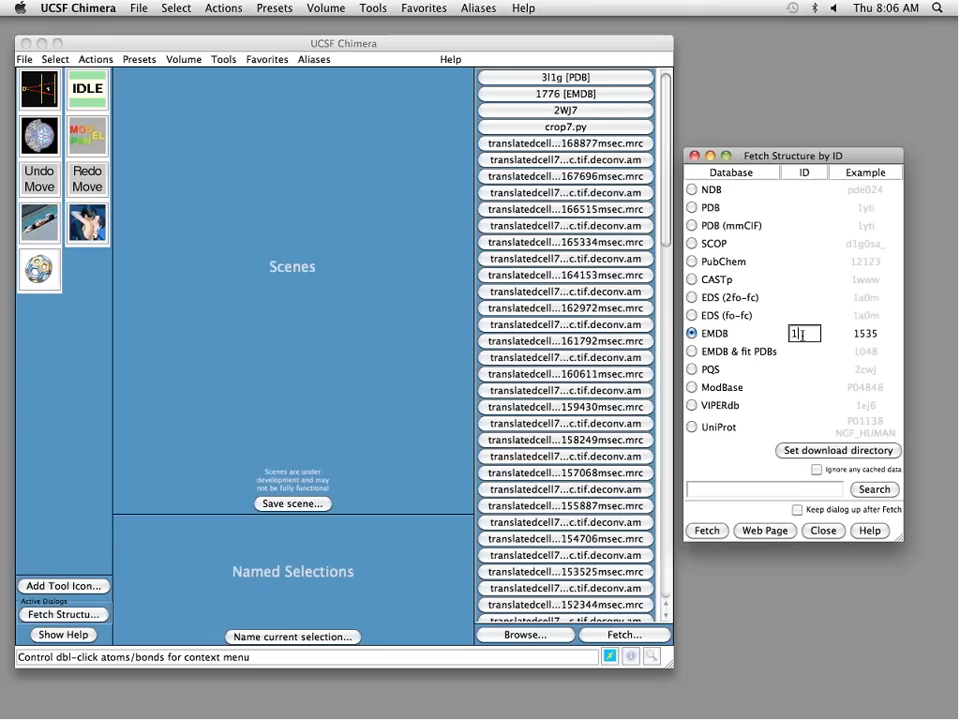 UCSF Chimera File Select Actions Presets Volume Tools Favorites Aliases Help Thu 8:06 AM
UCSF Chimera
File Select Actions Presets Volume Tools Favorites Aliases Help
IDLE
MOD EL
PAN EL
Undo Move
Redo Move
Scenes
Scenes are under
development and may
not be fully functional
Save scene...
Named Selections
Name current selection...
Add Tool Icon...
Active Dialogs
Fetch Structu...
Show Help
Control dbl-click atoms/bonds for context menu
3l1g [PDB]
1776 [EMDB]
2WJ7
crop7.py
translatedcell...168877msec.mrc
translatedcell7...c.tif.deconv.am
translatedcell...167696msec.mrc
translatedcell7...c.tif.deconv.am
translatedcell...166515msec.mrc
translatedcell7...c.tif.deconv.am
translatedcell...165334msec.mrc
translatedcell7...c.tif.deconv.am
translatedcell...164153msec.mrc
translatedcell7...c.tif.deconv.am
translatedcell...162972msec.mrc
translatedcell7...c.tif.deconv.am
translatedcell...161792msec.mrc
translatedcell7...c.tif.deconv.am
translatedcell...160611msec.mrc
translatedcell7...c.tif.deconv.am
translatedcell...159430msec.mrc
translatedcell7...c.tif.deconv.am
translatedcell...158249msec.mrc
translatedcell7...c.tif.deconv.am
translatedcell...157068msec.mrc
translatedcell7...c.tif.deconv.am
translatedcell...155887msec.mrc
translatedcell7...c.tif.deconv.am
translatedcell...154706msec.mrc
translatedcell7...c.tif.deconv.am
translatedcell...153525msec.mrc
translatedcell7...c.tif.deconv.am
translatedcell...152344msec.mrc
Browse... Fetch...
Fetch Structure by ID
Database ID Example
NDB pde024
PDB 1yti
PDB (mmCIF) 1yti
SCOP d1g0sa_
PubChem 12123
CASTp 1www
EDS (2fo-fc) 1a0m
EDS (fo-fc) 1a0m
EMDB 1 1535
EMDB & fit PDBs 1048
PQS 2cwj
ModBase P04848
VIPERdb 1ej6
UniProt P01138
NGF_HUMAN
Set download directory
Ignore any cached data
Search
Keep dialog up after Fetch
Fetch Web Page Close Help